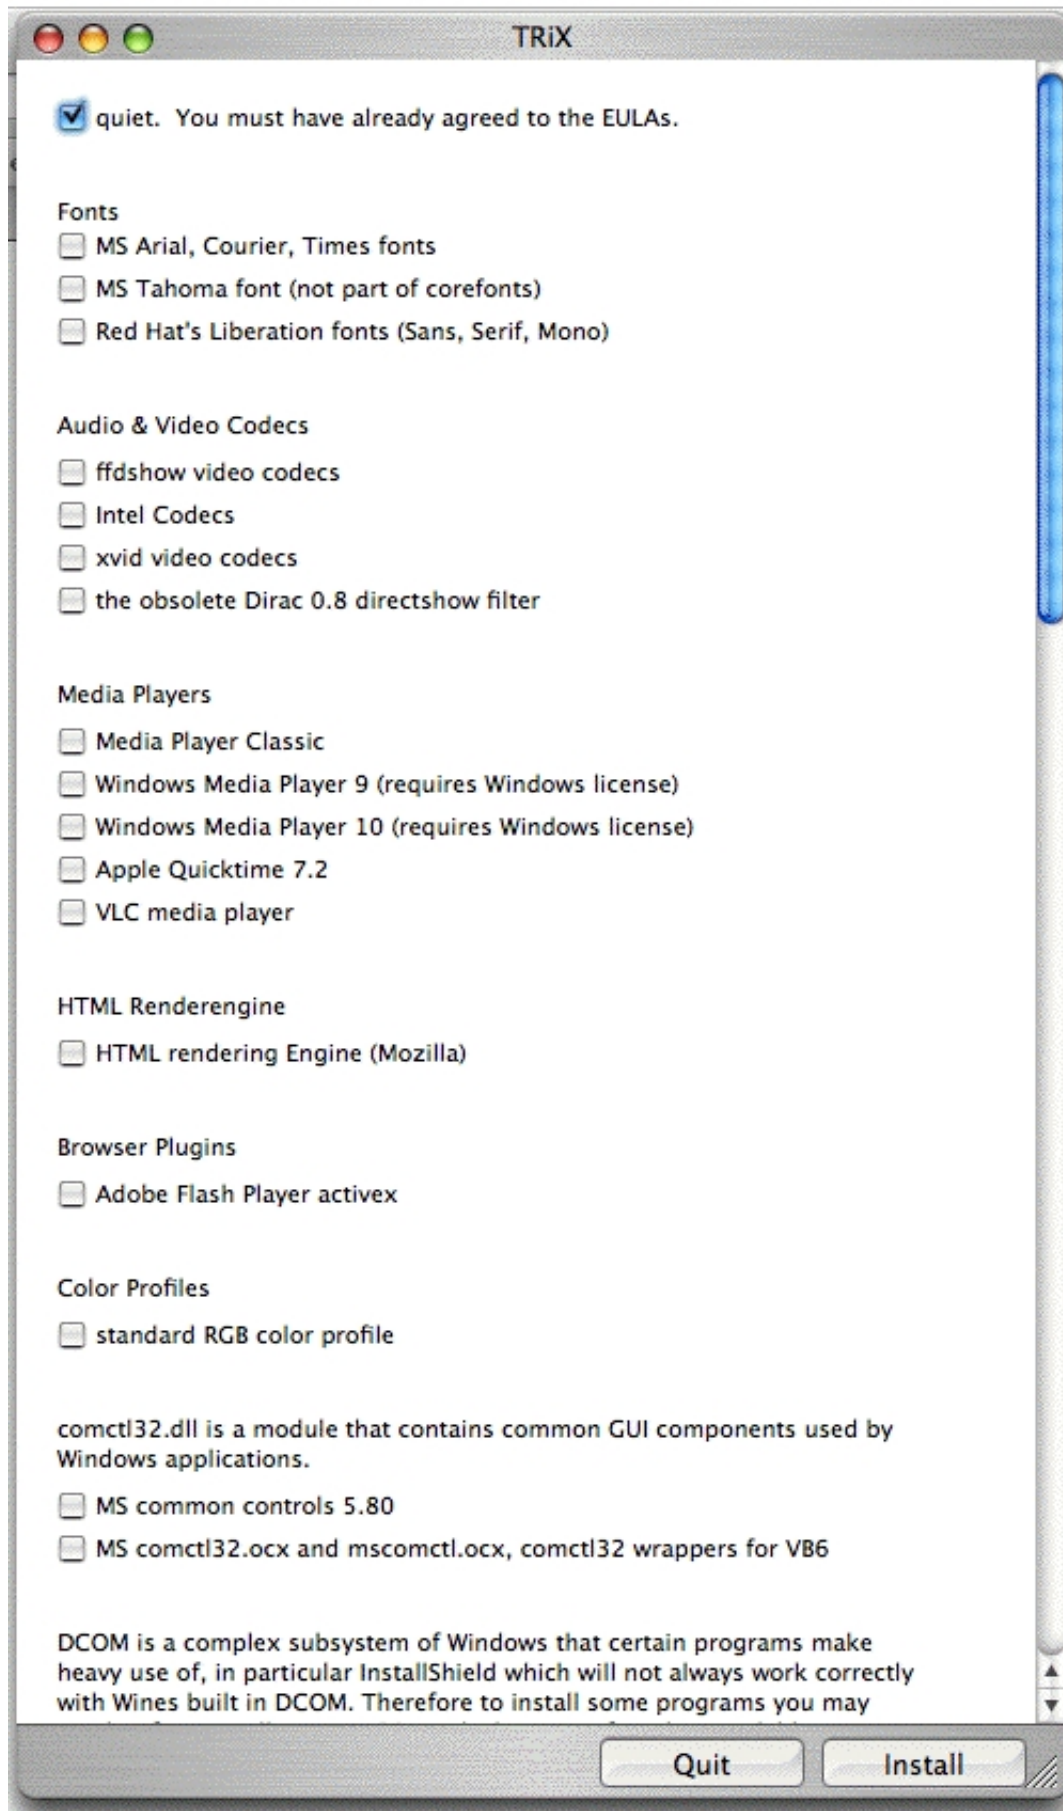 TRiX
quiet. You must have already agreed to the EULAs.
Fonts
MS Arial, Courier, Times fonts
MS Tahoma font (not part of corefonts)
Red Hat's Liberation fonts (Sans, Serif, Mono)
Audio & Video Codecs
ffdshow video codecs
Intel Codecs
xvid video codecs
the obsolete Dirac 0.8 directshow filter
Media Players
Media Player Classic
Windows Media Player 9 (requires Windows license)
Windows Media Player 10 (requires Windows license)
Apple Quicktime 7.2
VLC media player
HTML Renderengine
HTML rendering Engine (Mozilla)
Browser Plugins
Adobe Flash Player activex
Color Profiles
standard RGB color profile
comctl32.dll is a module that contains common GUI components used by
Windows applications.
MS common controls 5.80
MS comctl32.ocx and mscomctl.ocx, comctl32 wrappers for VB6
DCOM is a complex subsystem of Windows that certain programs make
heavy use of, in particular InstallShield which will not always work correctly
with Wines built in DCOM. Therefore to install some programs you may
Quit
Install